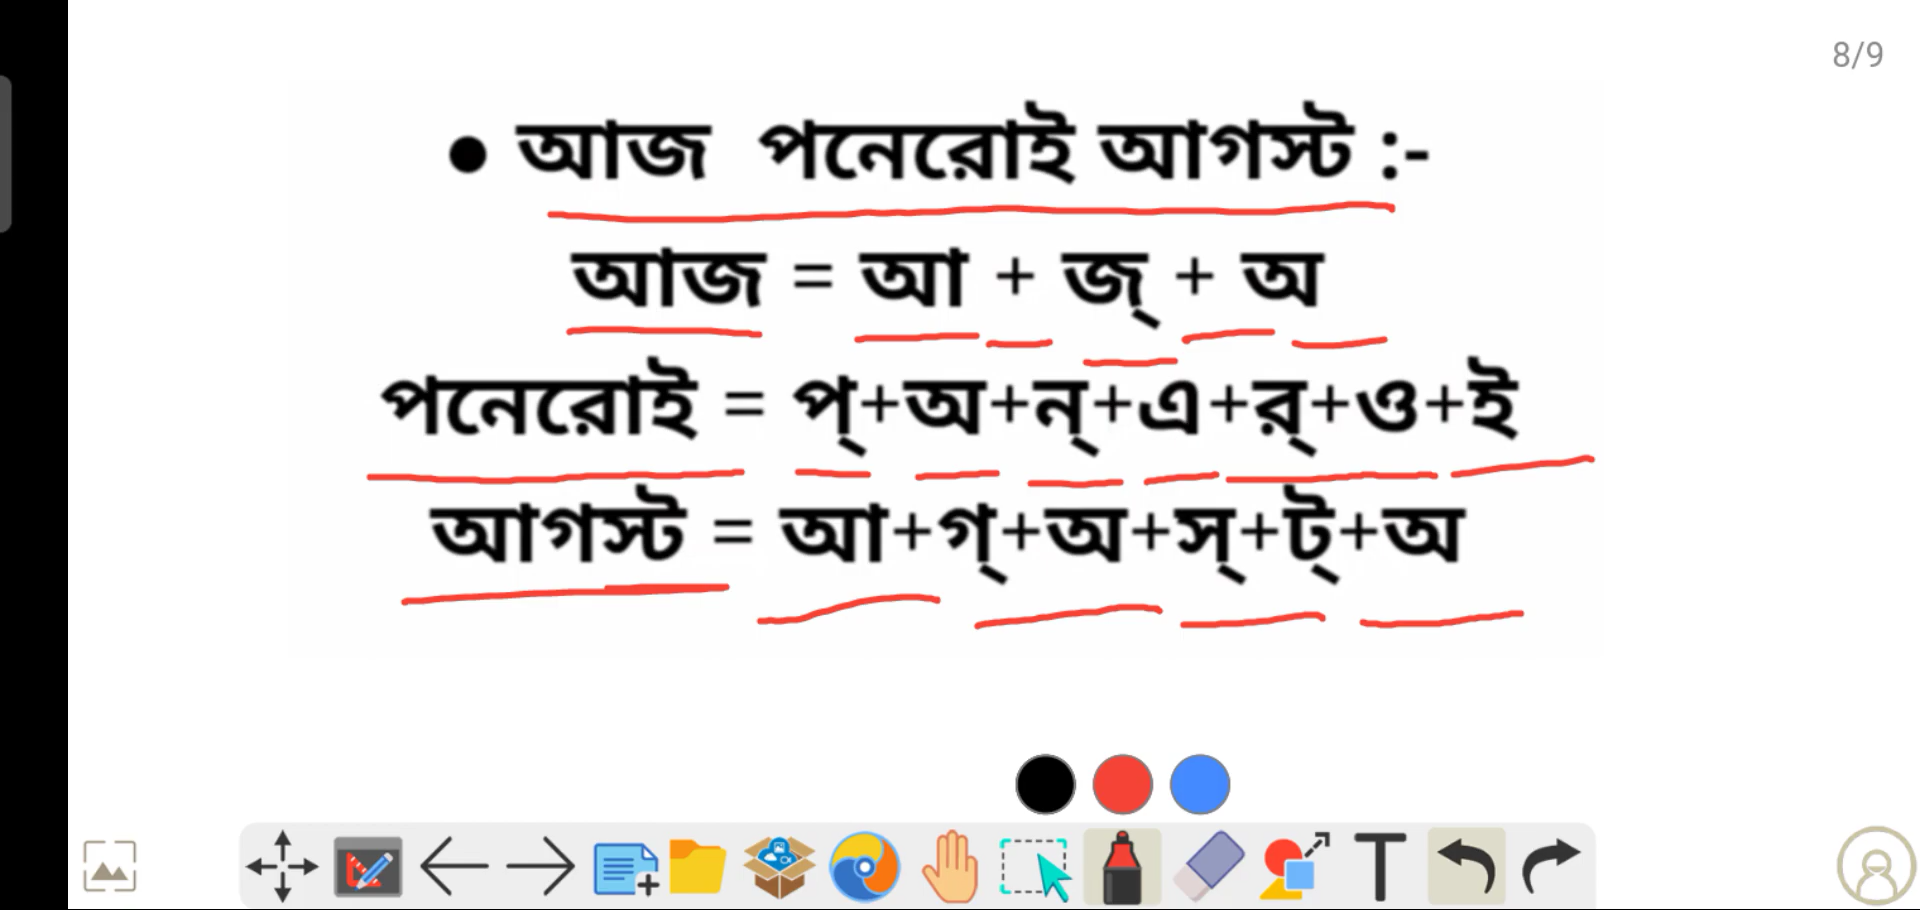 8/9
● আজ পনেরোই আগস্ট :-
আজ = আ + জ্ + অ
পনেরোই = প্+অ+ন্+এ+র্+ও+ই
আগস্ট = আ+গ্+অ+স্+ট্+অ
T